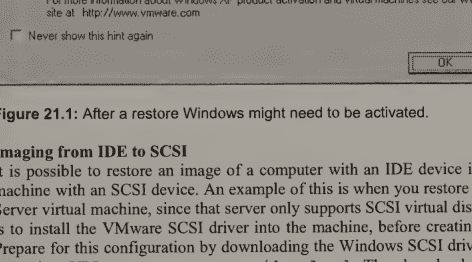 For more information about Windows XP product activation and virtual machines see our
site at http://www.vmware.com
Never show this hint again
OK
Figure 21.1: After a restore Windows might need to be activated.
maging from IDE to SCSI
t is possible to restore an image of a computer with an IDE device i
machine with an SCSI device. An example of this is when you restore
Server virtual machine, since that server only supports SCSI virtual dis
s to install the VMware SCSI driver into the machine, before creatin
Prepare for this configuration by downloading the Windows SCSI driv